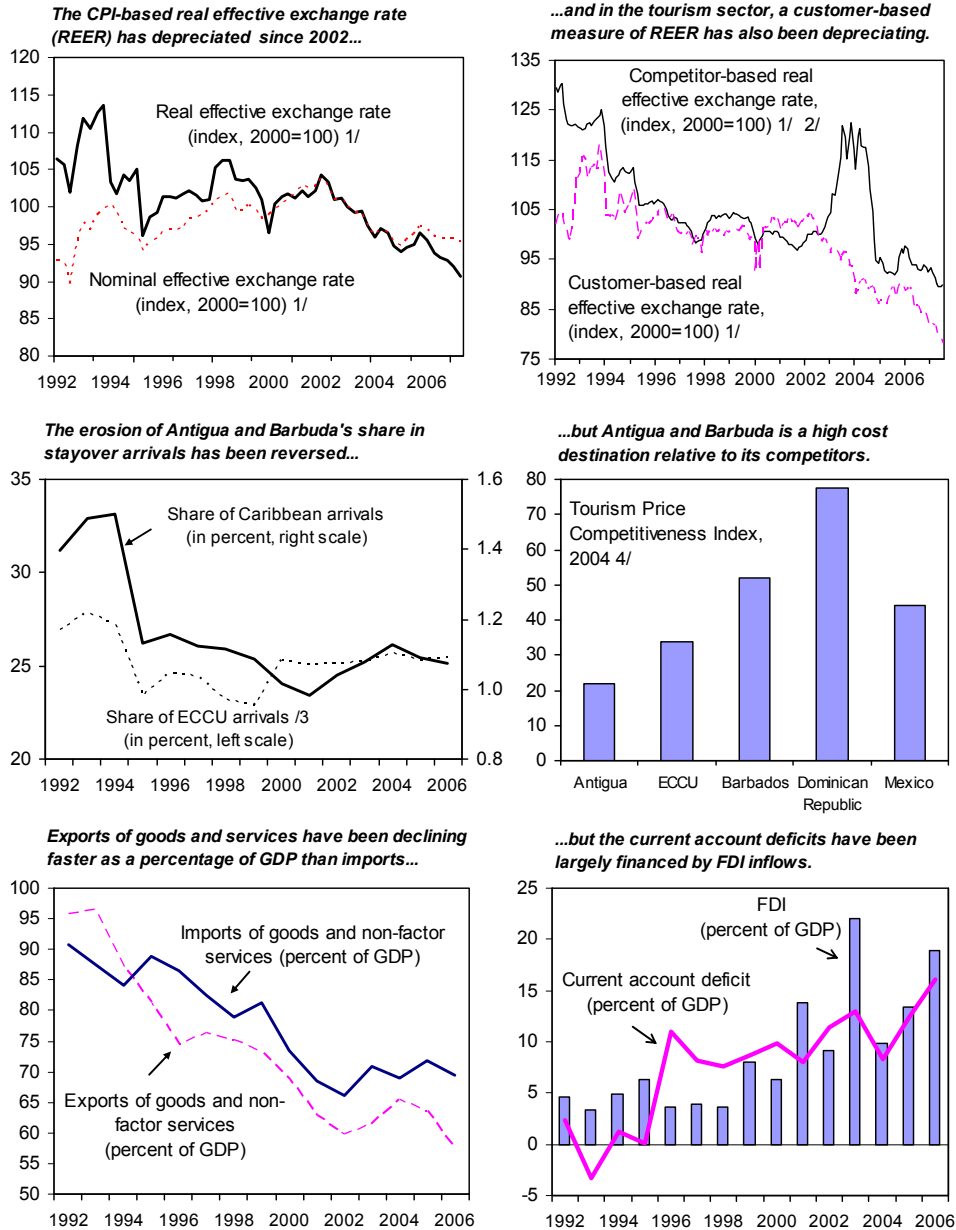 The CPI-based real effective exchange rate
(REER) has depreciated since 2002...
120
115
110
105
100
95
90
85
80
Real effective exchange rate
(index, 2000=100) 1/
Nominal effective exchange rate
(index, 2000=100) 1/
1992 1994 1996 1998 2000 2002 2004 2006
...and in the tourism sector, a customer-based
measure of REER has also been depreciating.
135
125
115
105
95
85
75
Competitor-based real
effective exchange rate,
(index, 2000=100) 1/ 2/
Customer-based real
effective exchange rate,
(index, 2000=100) 1/
1992 1994 1996 1998 2000 2002 2004 2006
The erosion of Antigua and Barbuda's share in
stayover arrivals has been reversed...
35
30
25
20
Share of Caribbean arrivals
(in percent, right scale)
Share of ECCU arrivals /3
(in percent, left scale)
1.6
1.4
1.2
1.0
0.8
1992 1994 1996 1998 2000 2002 2004 2006
...but Antigua and Barbuda is a high cost
destination relative to its competitors.
80
70
60
50
40
30
20
10
0
Tourism Price
Competitiveness Index,
2004 4/
Antigua ECCU Barbados Dominican Mexico
Republic
Exports of goods and services have been declining
faster as a percentage of GDP than imports...
100
95
90
85
80
75
70
65
60
55
50
Imports of goods and non-factor
services (percent of GDP)
Exports of goods and non-
factor services
(percent of GDP)
1992 1994 1996 1998 2000 2002 2004 2006
...but the current account deficits have been
largely financed by FDI inflows.
25
20
15
10
5
0
-5
FDI
(percent of GDP)
Current account deficit
(percent of GDP)
1992 1994 1996 1998 2000 2002 2004 2006